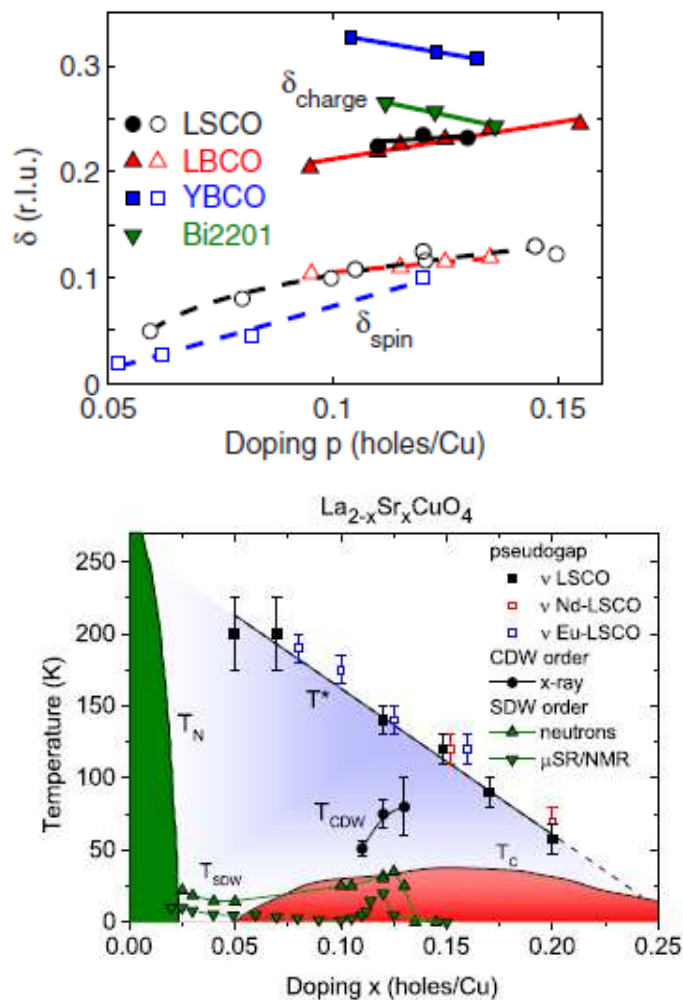 0.3
δcharge
LSCO
LBCO
0.2
YBCO
Bi2201
0.1
δspin
0
0.05 0.1 0.15
δ (r.l.u.)
Doping p (holes/Cu)
La2-xSrxCuO4
pseudogap
ν LSCO
ν Nd-LSCO
ν Eu-LSCO
CDW order
x-ray
SDW order
neutrons
μSR/NMR
250
200
150
100
50
0
T*
TN
TCDW
TSDW
Tc
0.00 0.05 0.10 0.15 0.20 0.25
Temperature (K)
Doping x (holes/Cu)